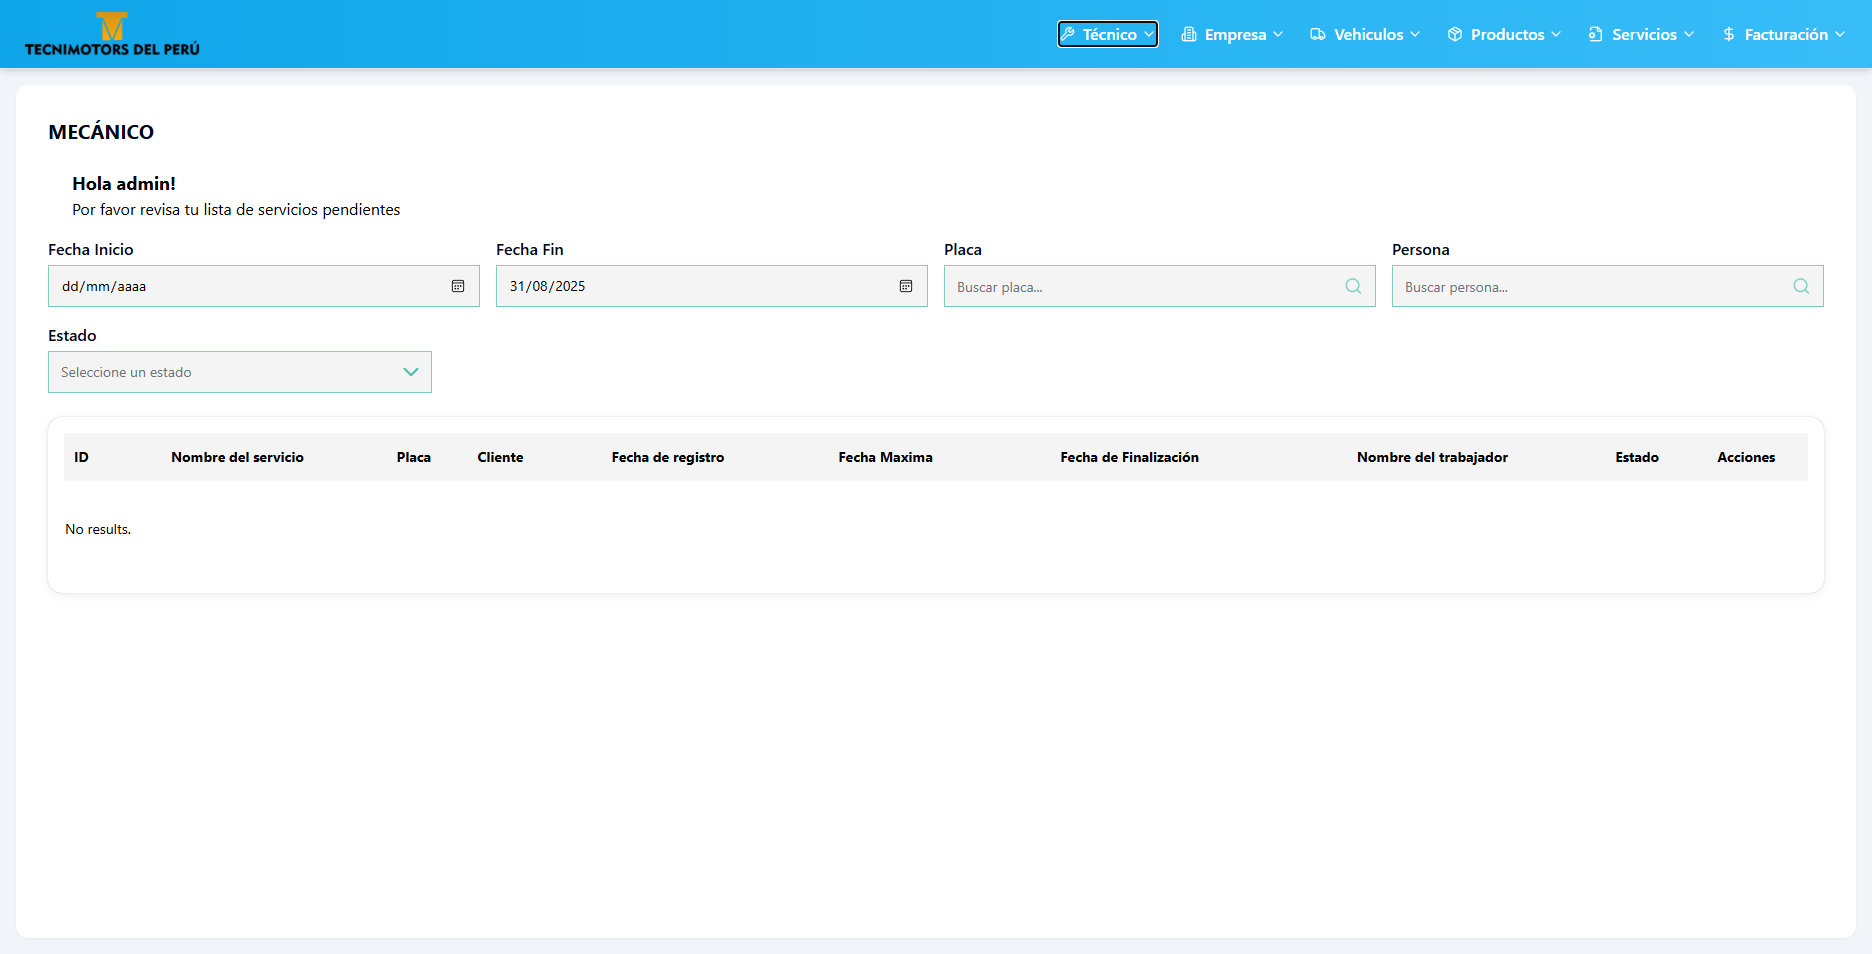 TECNIMOTORS DEL PERÚ
Técnico
Empresa
Vehiculos
Productos
Servicios
Facturación
MECÁNICO
Hola admin!
Por favor revisa tu lista de servicios pendientes
Fecha Inicio
Fecha Fin
Placa
Persona
dd/mm/aaaa
31/08/2025
Buscar placa...
Buscar persona...
Estado
Seleccione un estado
ID Nombre del servicio Placa Cliente Fecha de registro Fecha Maxima Fecha de Finalización Nombre del trabajador Estado Acciones
No results.